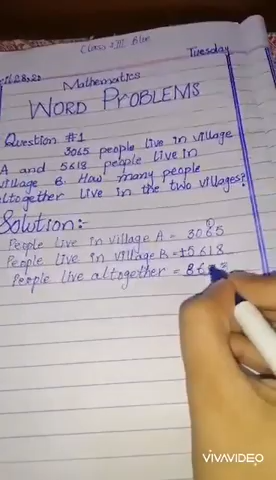 Class 2 III Blue
Tuesday
Mathematics
WORD PROBLEMS
Question #1
3065 people live in village
A and 5618 people live in
village B. How many people
altogether live in the two villages?
Solution:-
People live in village A = 3065
People live in village B = +5618
People live altogether = 86
VIVAVIDEO